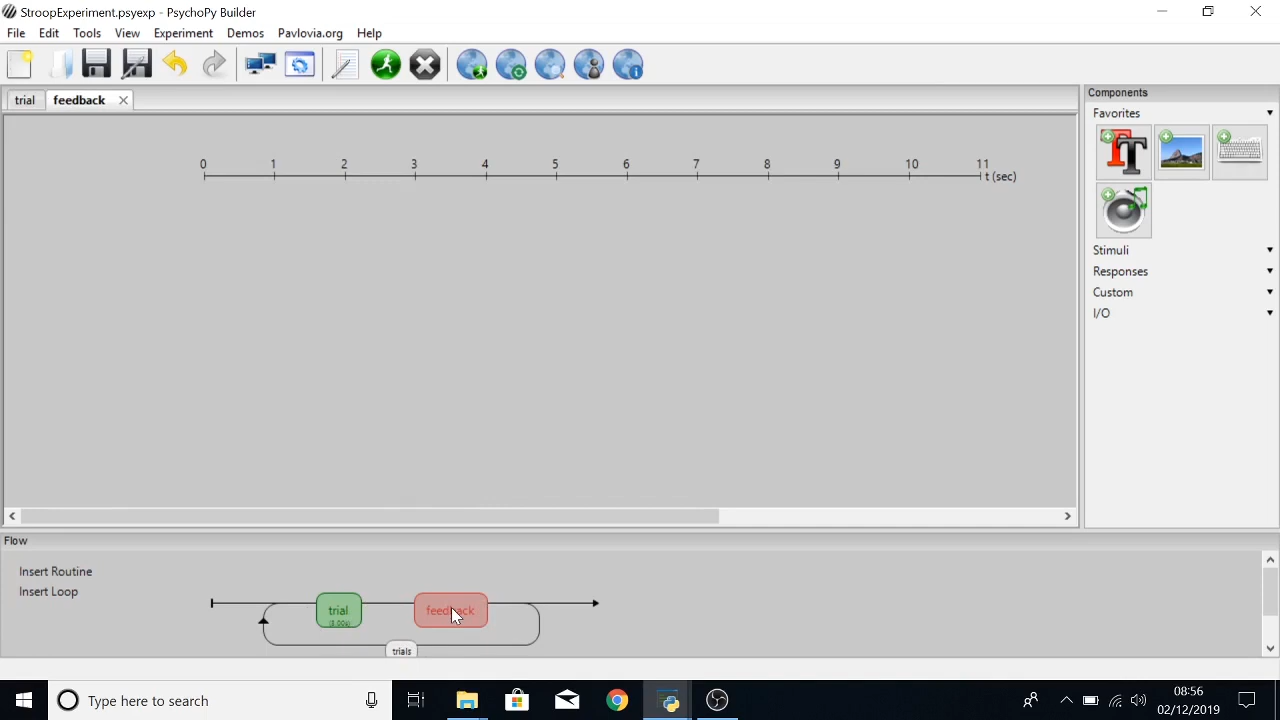 StroopExperiment.psyexp - PsychoPy Builder
File Edit Tools View Experiment Demos Pavlovia.org Help
trial feedback
0 1 2 3 4 5 6 7 8 9 10 11
t (sec)
Components
Favorites
Stimuli
Responses
Custom
I/O
Flow
Insert Routine
Insert Loop
trial
(3.00s)
feedback
trials
Type here to search
08:56
02/12/2019